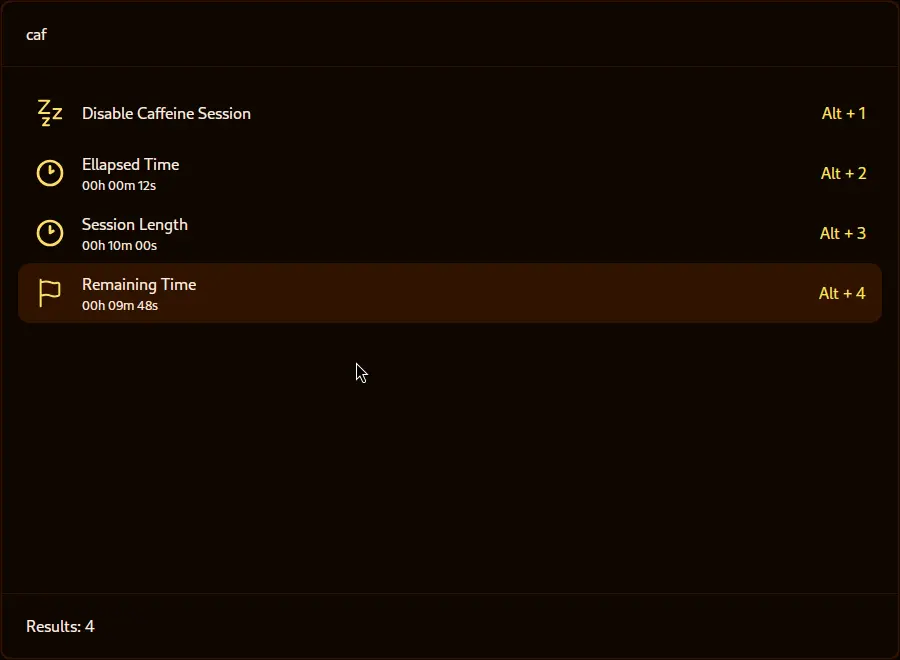 caf
Disable Caffeine Session
Alt + 1
Ellapsed Time
00h 00m 12s
Alt + 2
Session Length
00h 10m 00s
Alt + 3
Remaining Time
00h 09m 48s
Alt + 4
Results: 4